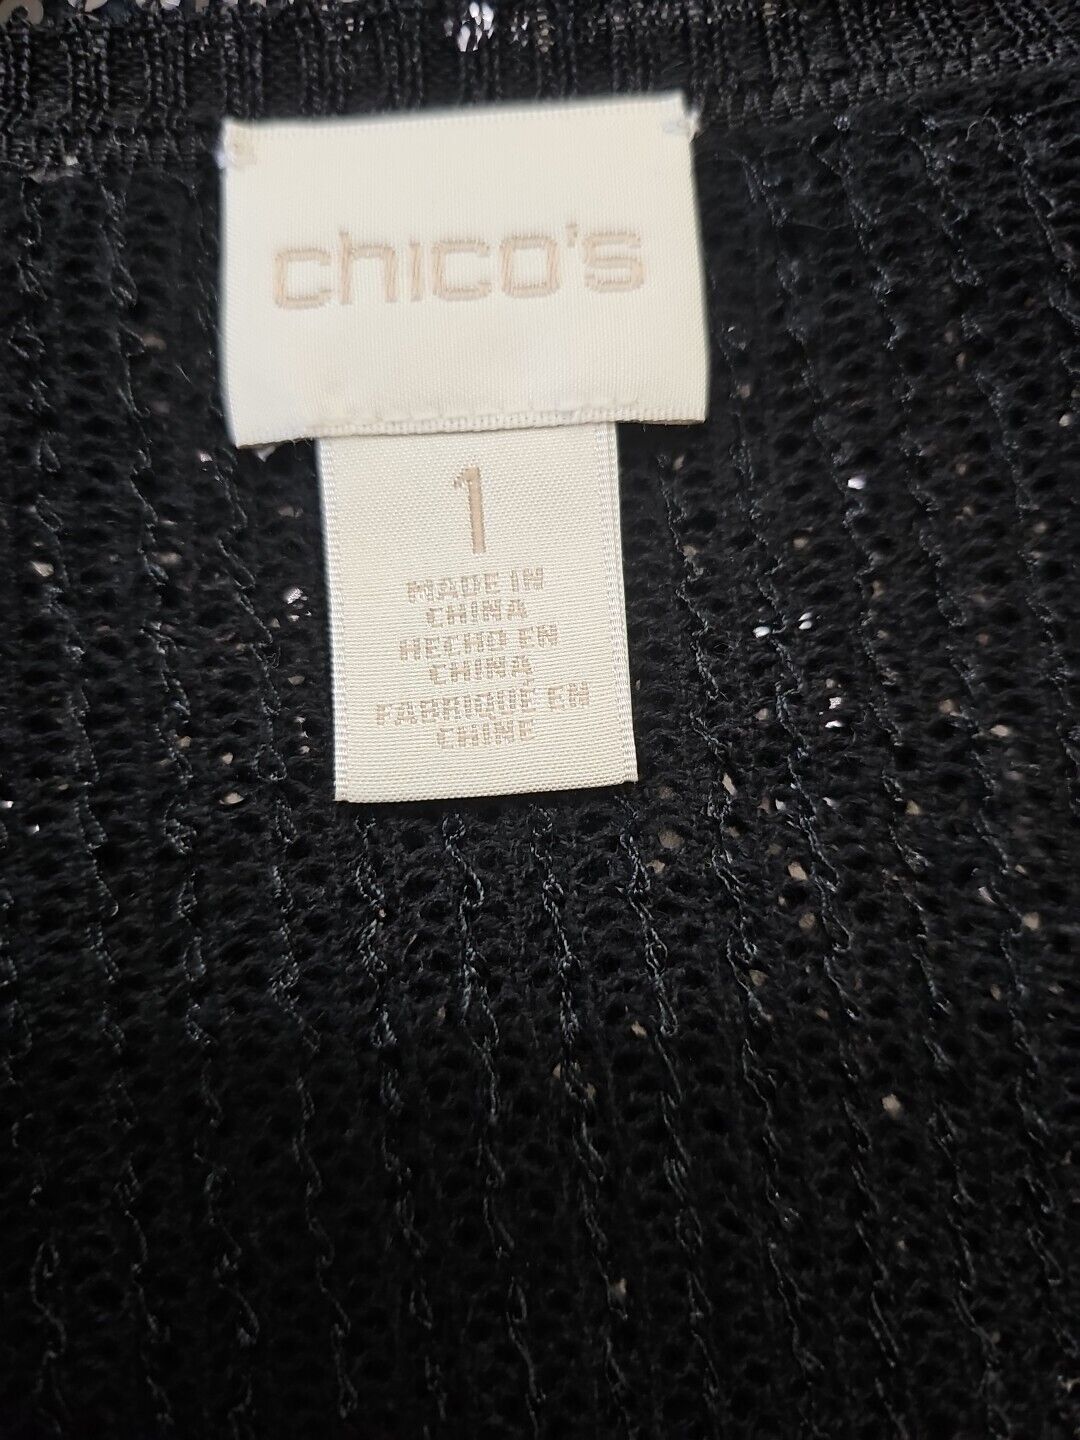 chico's
1
MADE IN
CHINA
HECHO EN
CHINA
FABRIQUE EN
CHINE